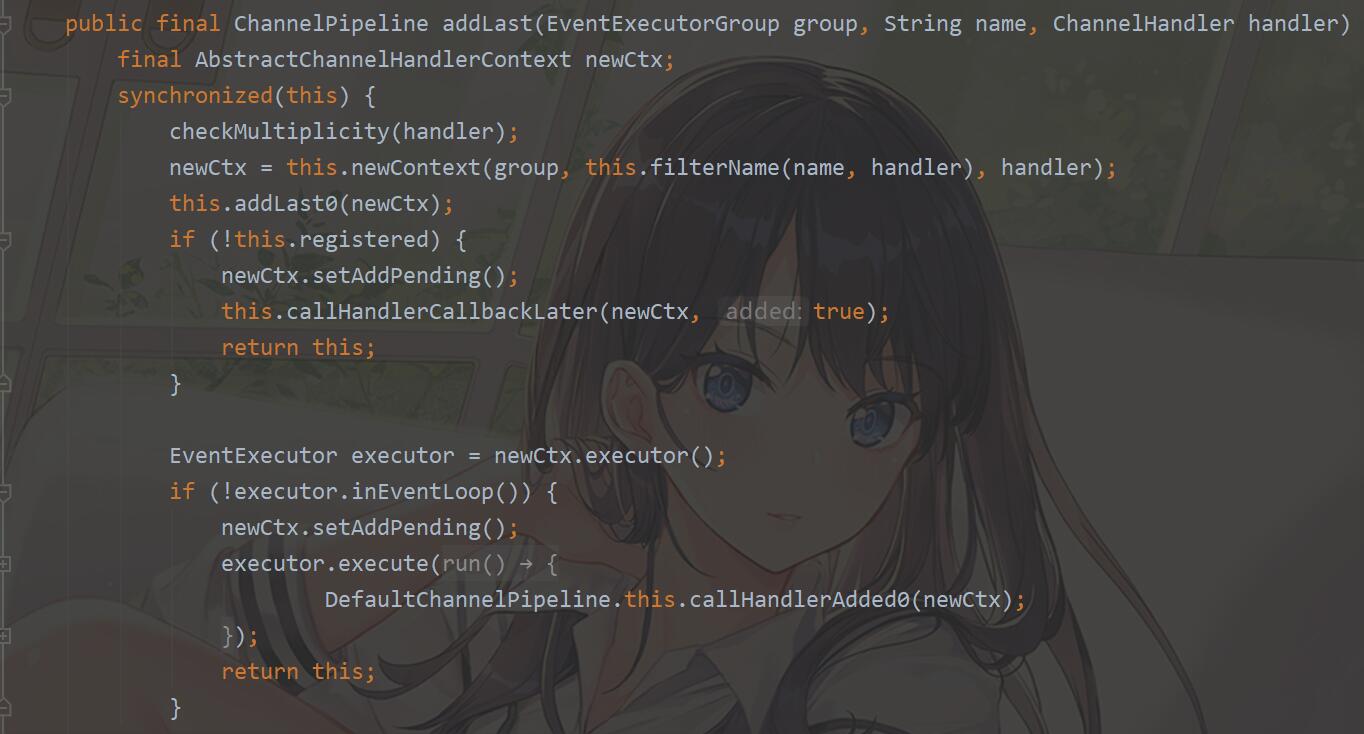 public final ChannelPipeline addLast(EventExecutorGroup group, String name, ChannelHandler handler)
final AbstractChannelHandlerContext newCtx;
synchronized(this) {
checkMultiplicity(handler);
newCtx = this.newContext(group, this.filterName(name, handler), handler);
this.addLast0(newCtx);
if (!this.registered) {
newCtx.setAddPending();
this.callHandlerCallbackLater(newCtx, added: true);
return this;
}
EventExecutor executor = newCtx.executor();
if (!executor.inEventLoop()) {
newCtx.setAddPending();
executor.execute(run() → {
DefaultChannelPipeline.this.callHandlerAdded0(newCtx);
});
return this;
}